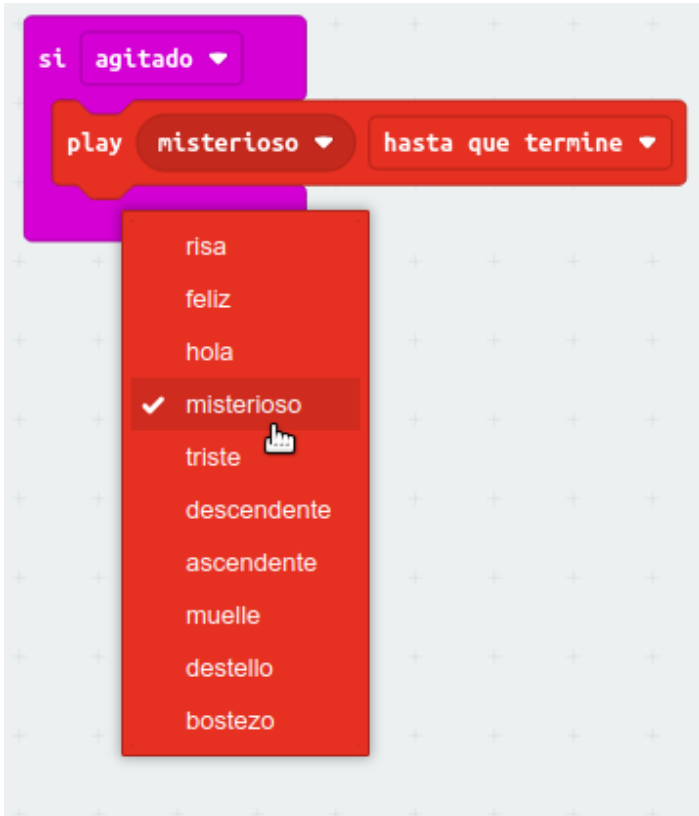 si agitado
play misterioso hasta que termine
risa
feliz
hola
misterioso
triste
descendente
ascendente
muelle
destello
bostezo